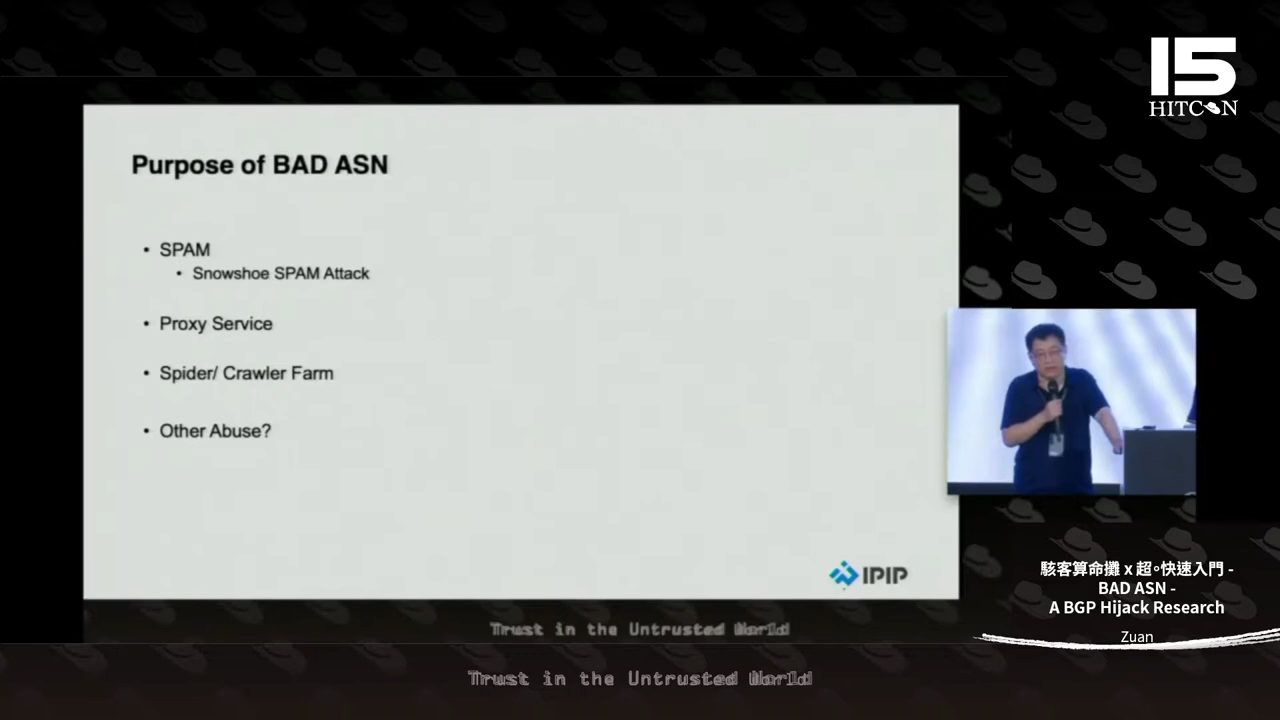 15
HITCON
Purpose of BAD ASN
• SPAM
• Snowshoe SPAM Attack
• Proxy Service
• Spider/ Crawler Farm
• Other Abuse?
IPIP
駭客算命攤 x 超◦快速入門 -
BAD ASN -
A BGP Hijack Research
Zuan
Trust in the Untrusted World
Trust in the Untrusted World